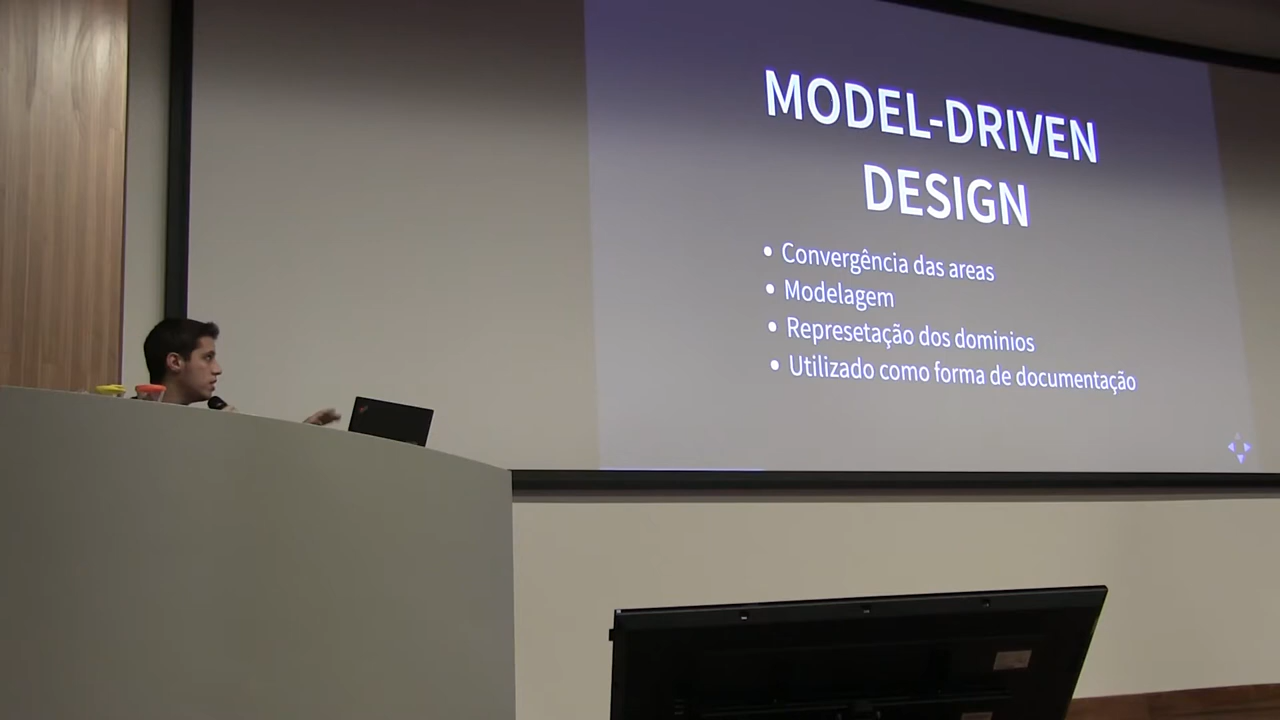 MODEL-DRIVEN
DESIGN
Convergência das areas
Modelagem
Represetação dos dominios
Utilizado como forma de documentação